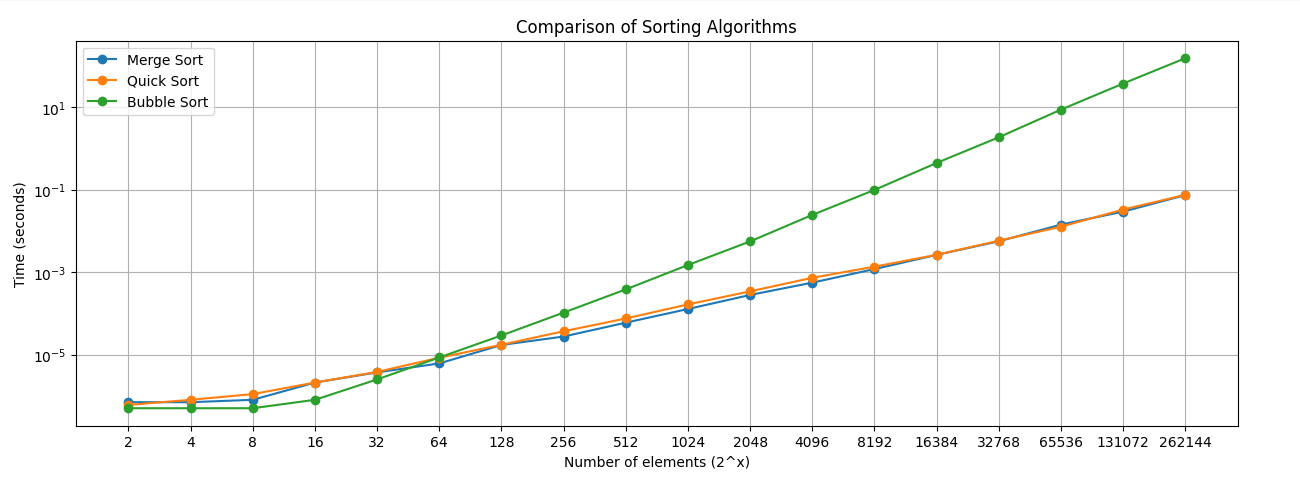 Comparison of Sorting Algorithms
Merge Sort
Quick Sort
Bubble Sort
Time (seconds)
10¹
10⁻¹
10⁻³
10⁻⁵
2 4 8 16 32 64 128 256 512 1024 2048 4096 8192 16384 32768 65536 131072 262144
Number of elements (2^x)